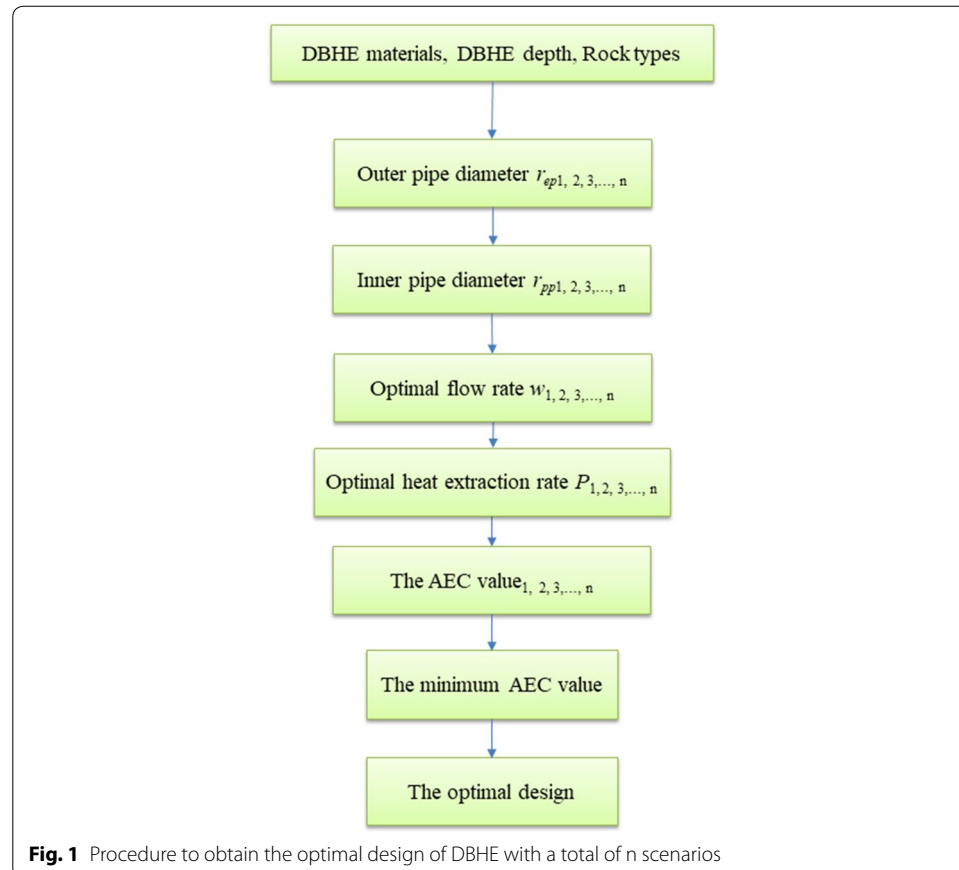 DBHE materials, DBHE depth, Rock types
Outer pipe diameter r_ep1, 2, 3,..., n
Inner pipe diameter r_pp1, 2, 3,..., n
Optimal flow rate w_1, 2, 3,..., n
Optimal heat extraction rate P_1, 2, 3,..., n
The AEC value_1, 2, 3,..., n
The minimum AEC value
The optimal design
Fig. 1 Procedure to obtain the optimal design of DBHE with a total of n scenarios